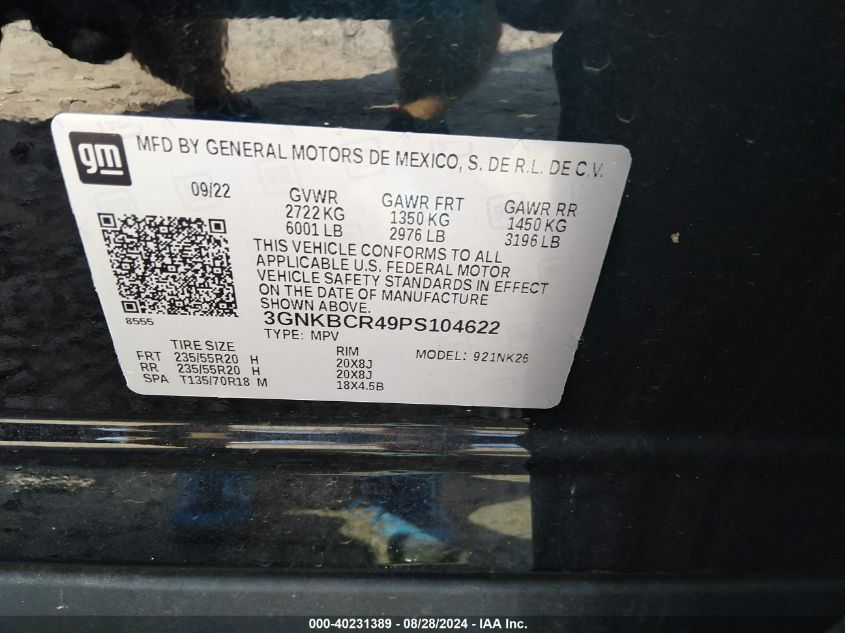 gm MFD BY GENERAL MOTORS DE MEXICO, S. DE R.L. DE C.V.
09/22 GVWR GAWR FRT GAWR RR
2722 KG 1350 KG 1450 KG
6001 LB 2976 LB 3196 LB
THIS VEHICLE CONFORMS TO ALL
APPLICABLE U.S. FEDERAL MOTOR
VEHICLE SAFETY STANDARDS IN EFFECT
ON THE DATE OF MANUFACTURE
SHOWN ABOVE.
8555 3GNKBCR49PS104622
TYPE: MPV
TIRE SIZE RIM MODEL: 921NK26
FRT 235/55R20 H 20X8J
RR 235/55R20 H 20X8J
SPA T135/70R18 M 18X4.5B
000-40231389 - 08/28/2024 - IAA Inc.